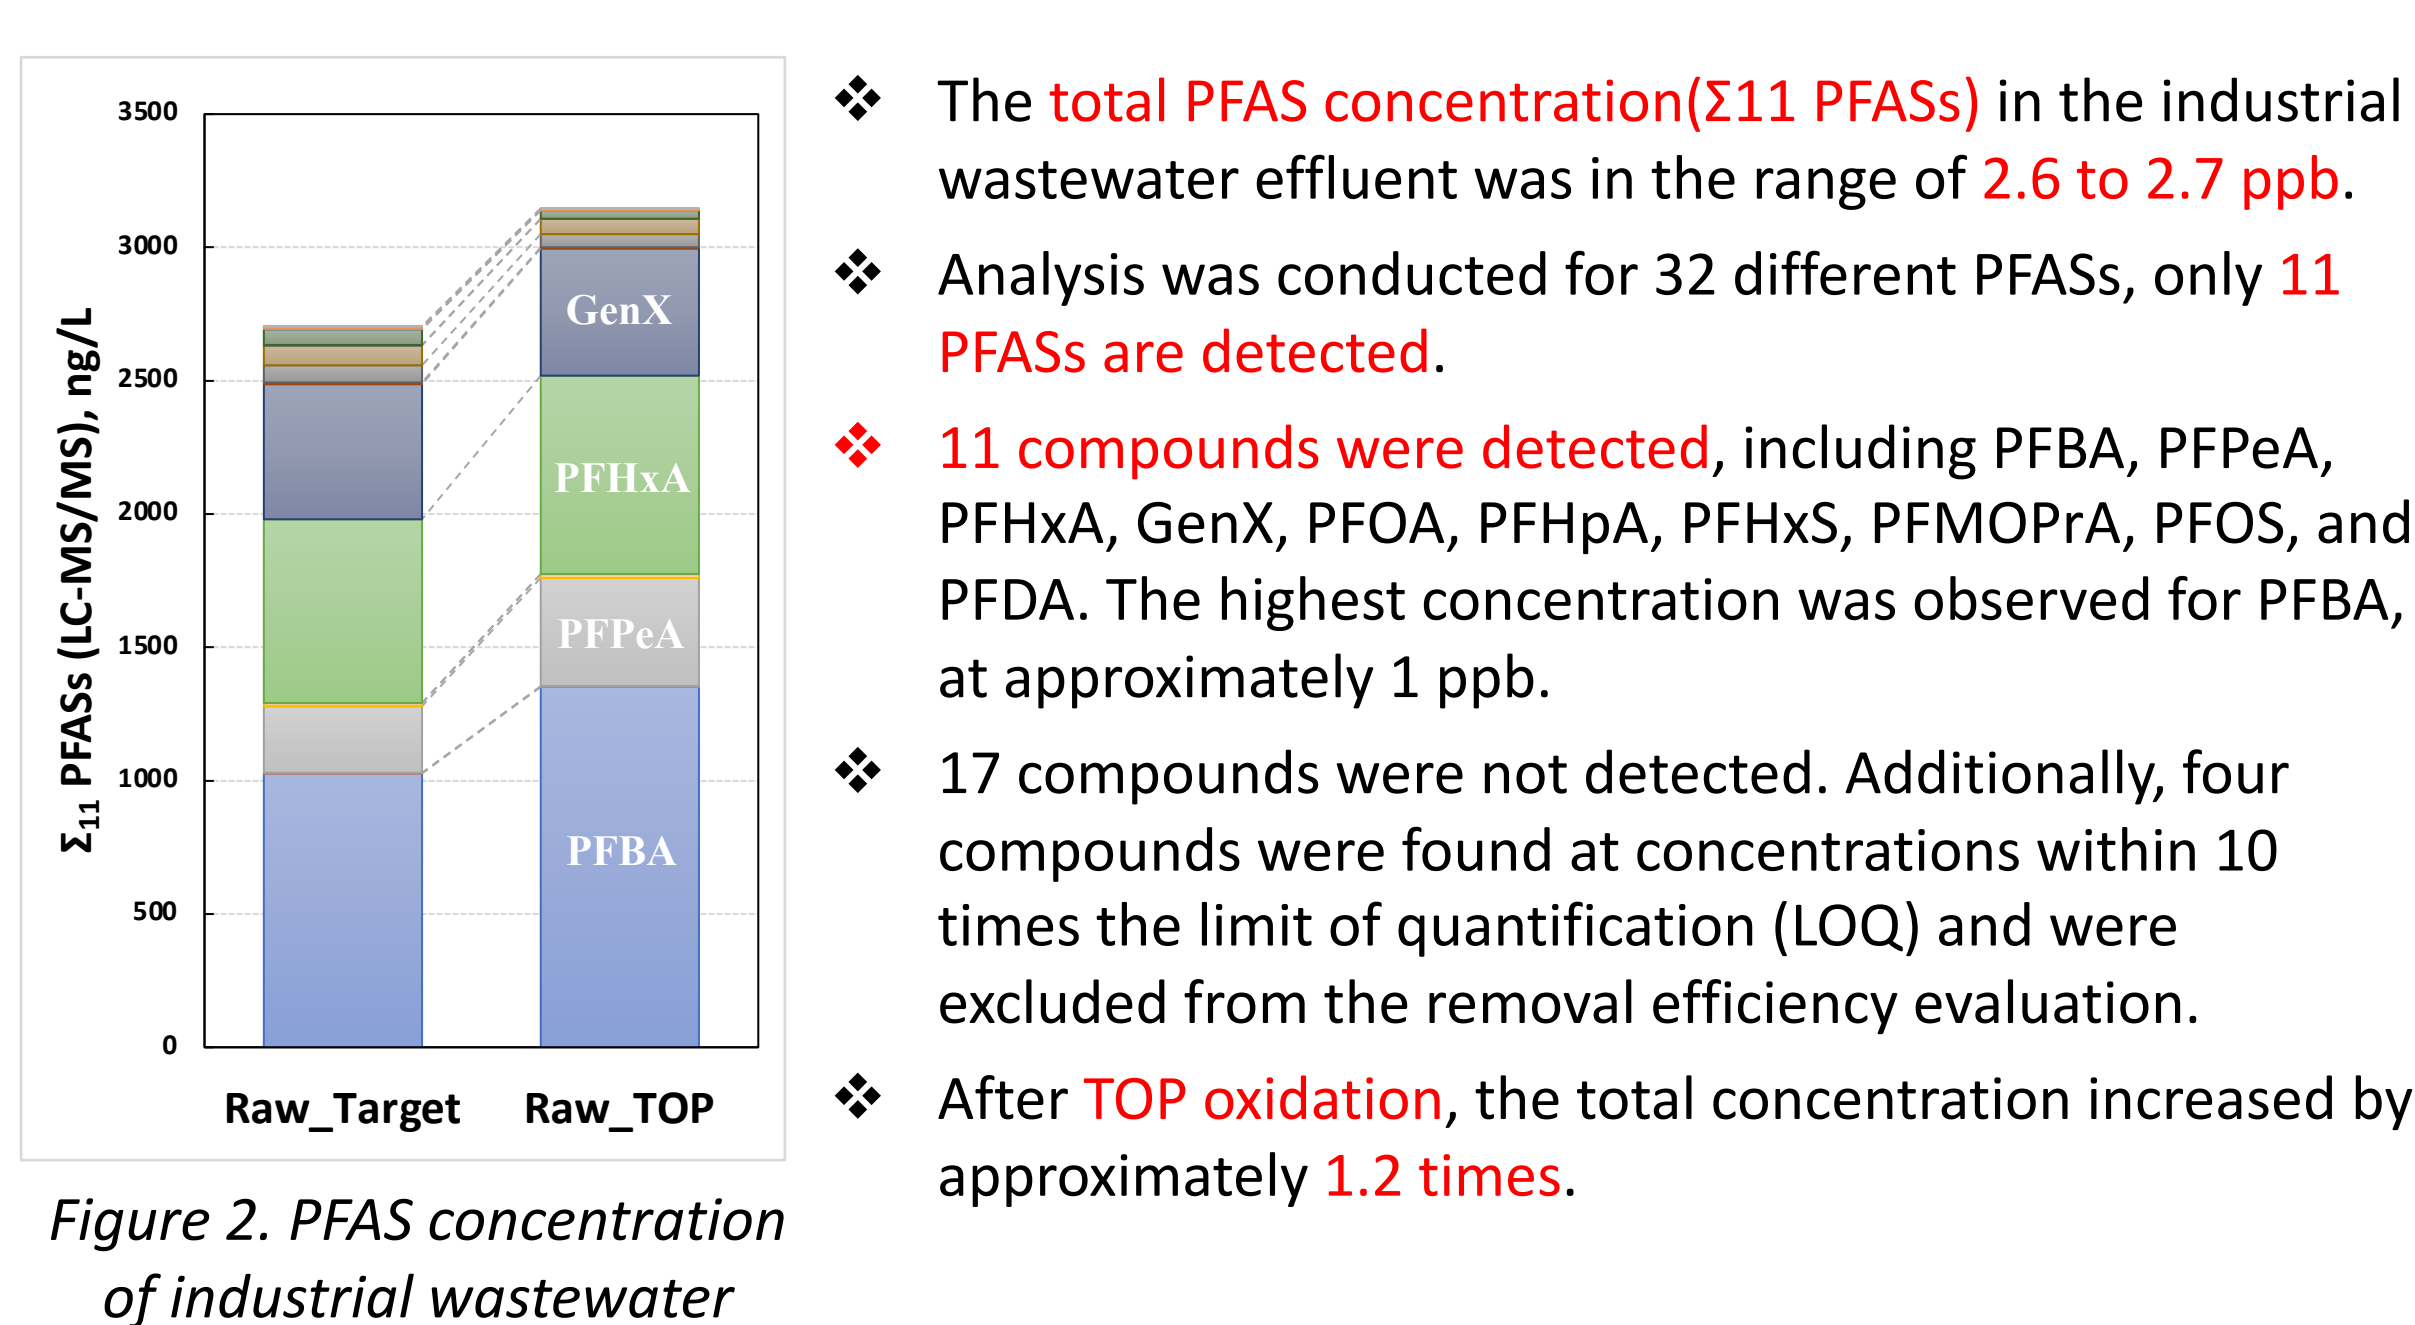 3500
3000
2500
2000
1500
1000
500
0
Σ11 PFASs (LC-MS/MS), ng/L
GenX
PFHxA
PFPeA
PFBA
Raw_Target
Raw_TOP
Figure 2. PFAS concentration
of industrial wastewater
❖ The total PFAS concentration(Σ11 PFASs) in the industrial
wastewater effluent was in the range of 2.6 to 2.7 ppb.
❖ Analysis was conducted for 32 different PFASs, only 11
PFASs are detected.
❖ 11 compounds were detected, including PFBA, PFPeA,
PFHxA, GenX, PFOA, PFHpA, PFHxS, PFMOPrA, PFOS, and
PFDA. The highest concentration was observed for PFBA,
at approximately 1 ppb.
❖ 17 compounds were not detected. Additionally, four
compounds were found at concentrations within 10
times the limit of quantification (LOQ) and were
excluded from the removal efficiency evaluation.
❖ After TOP oxidation, the total concentration increased by
approximately 1.2 times.